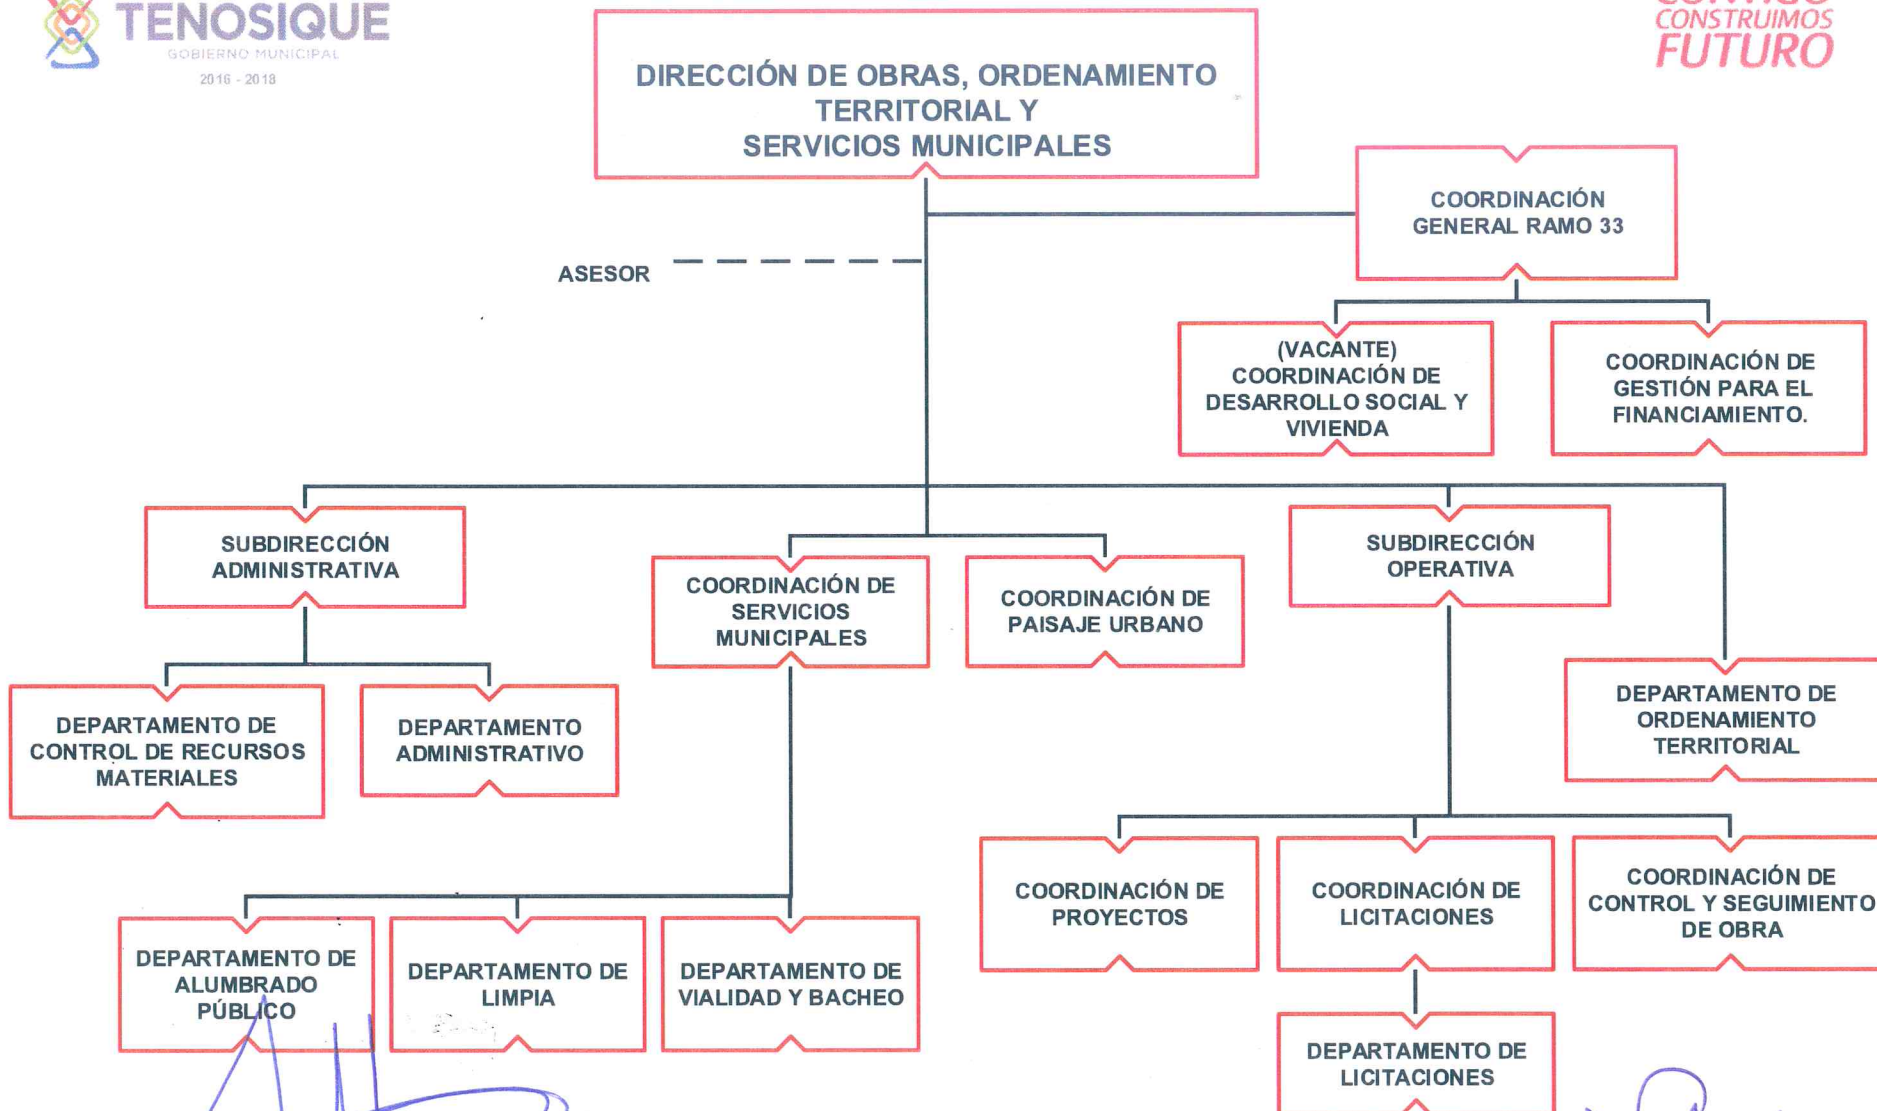 TENOSIQUE
GOBIERNO MUNICIPAL
2016 - 2018
CONSTRUIMOS
FUTURO
DIRECCIÓN DE OBRAS, ORDENAMIENTO
TERRITORIAL Y
SERVICIOS MUNICIPALES
COORDINACIÓN
GENERAL RAMO 33
ASESOR
(VACANTE)
COORDINACIÓN DE
DESARROLLO SOCIAL Y
VIVIENDA
COORDINACIÓN DE
GESTIÓN PARA EL
FINANCIAMIENTO.
SUBDIRECCIÓN
ADMINISTRATIVA
COORDINACIÓN DE
SERVICIOS
MUNICIPALES
COORDINACIÓN DE
PAISAJE URBANO
SUBDIRECCIÓN
OPERATIVA
DEPARTAMENTO DE
CONTROL DE RECURSOS
MATERIALES
DEPARTAMENTO
ADMINISTRATIVO
DEPARTAMENTO DE
ORDENAMIENTO
TERRITORIAL
COORDINACIÓN DE
PROYECTOS
COORDINACIÓN DE
LICITACIONES
COORDINACIÓN DE
CONTROL Y SEGUIMIENTO
DE OBRA
DEPARTAMENTO DE
ALUMBRADO
PÚBLICO
DEPARTAMENTO DE
LIMPIA
DEPARTAMENTO DE
VIALIDAD Y BACHEO
DEPARTAMENTO DE
LICITACIONES